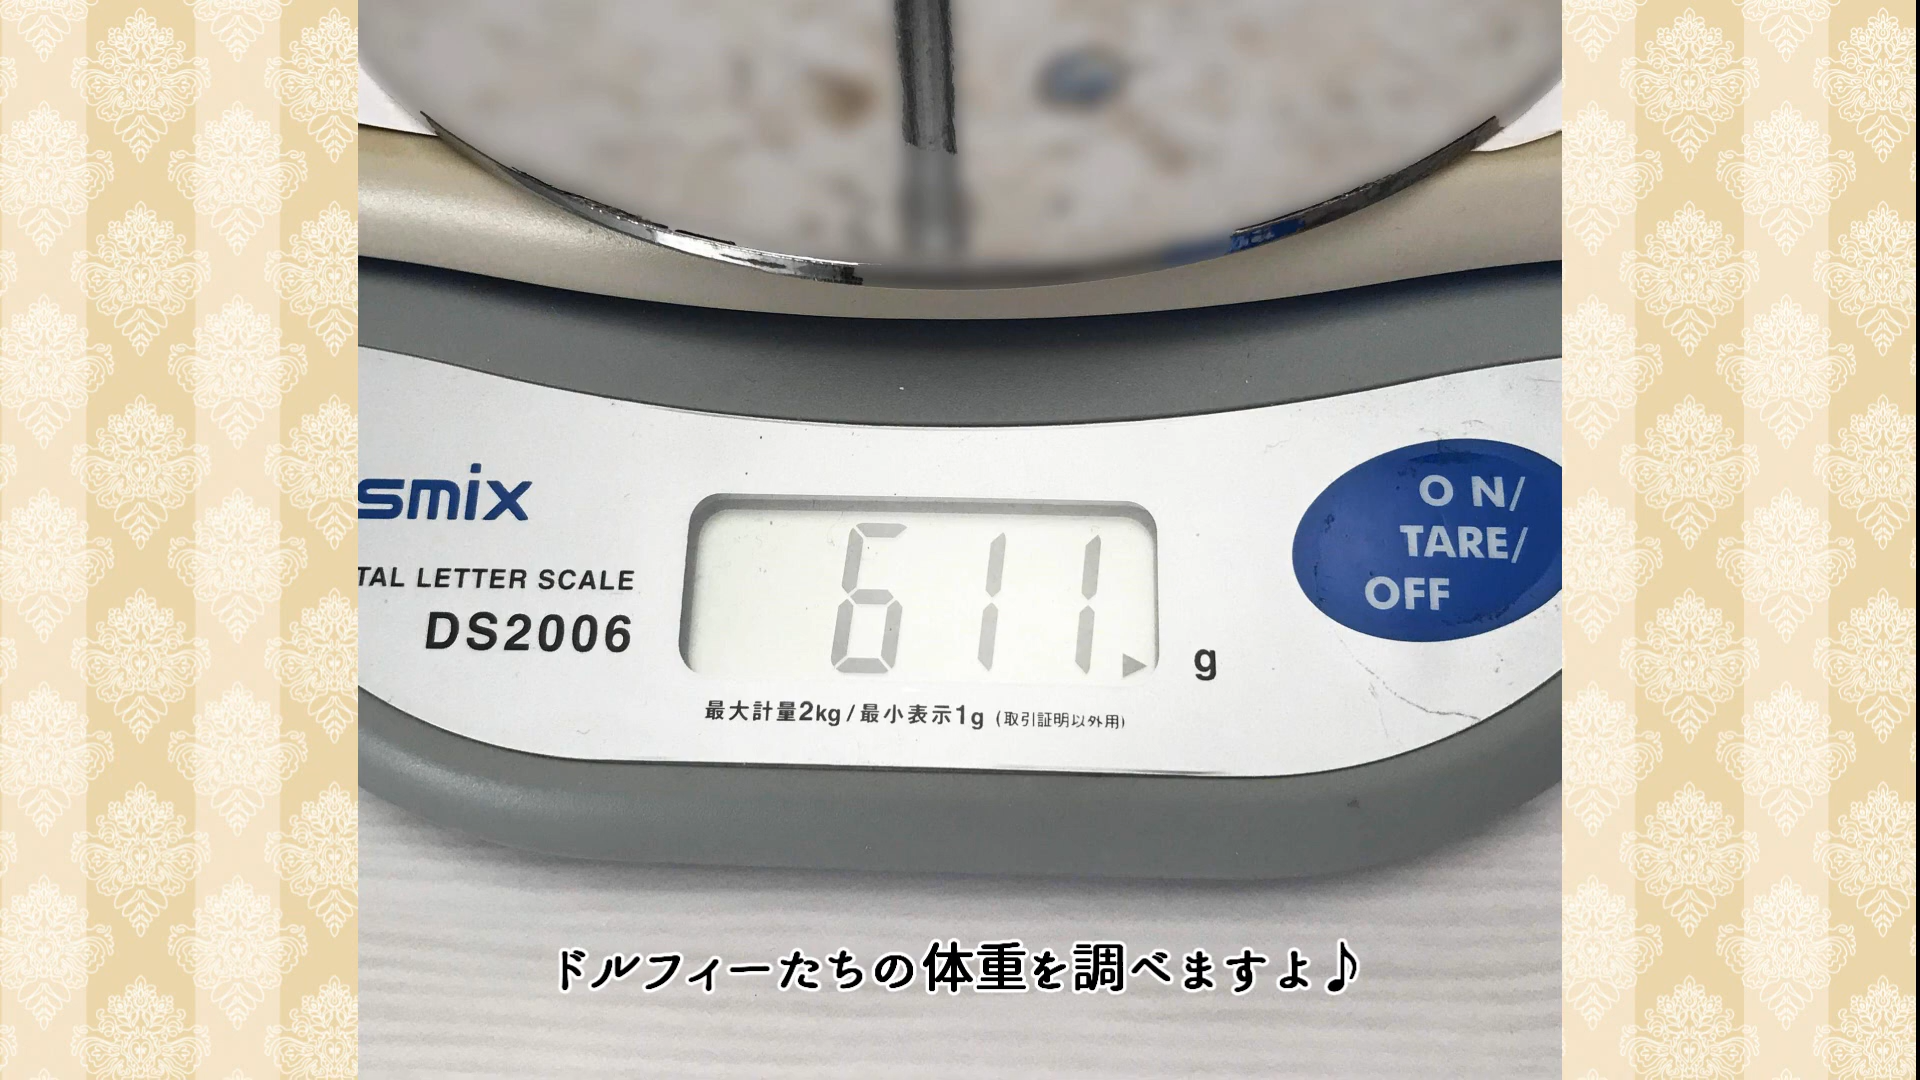 smix
TAL LETTER SCALE
DS2006
611
g
最大計量2kg/最小表示1g (取引証明以外用)
ON/
TARE/
OFF
ドルフィーたちの体重を調べますよ♪